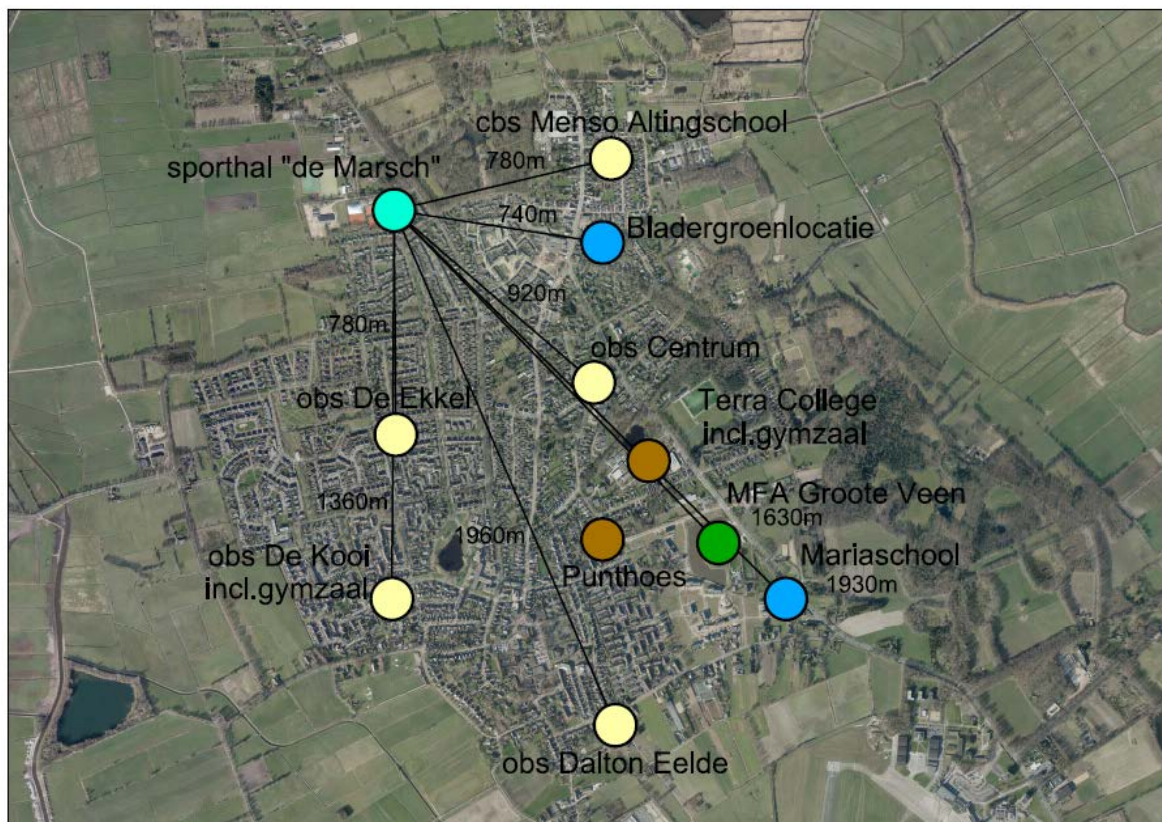 cbs Menso Altingschool
780m
sporthal "de Marsch"
740m
Bladergroenlocatie
920m
780m
obs Centrum
obs De Ekkel
Terra College
incl.gymzaal
1360m
MFA Groote Veen
1630m
1960m
obs De Kooi
incl.gymzaal
Punthoes
Mariaschool
1930m
obs Dalton Eelde